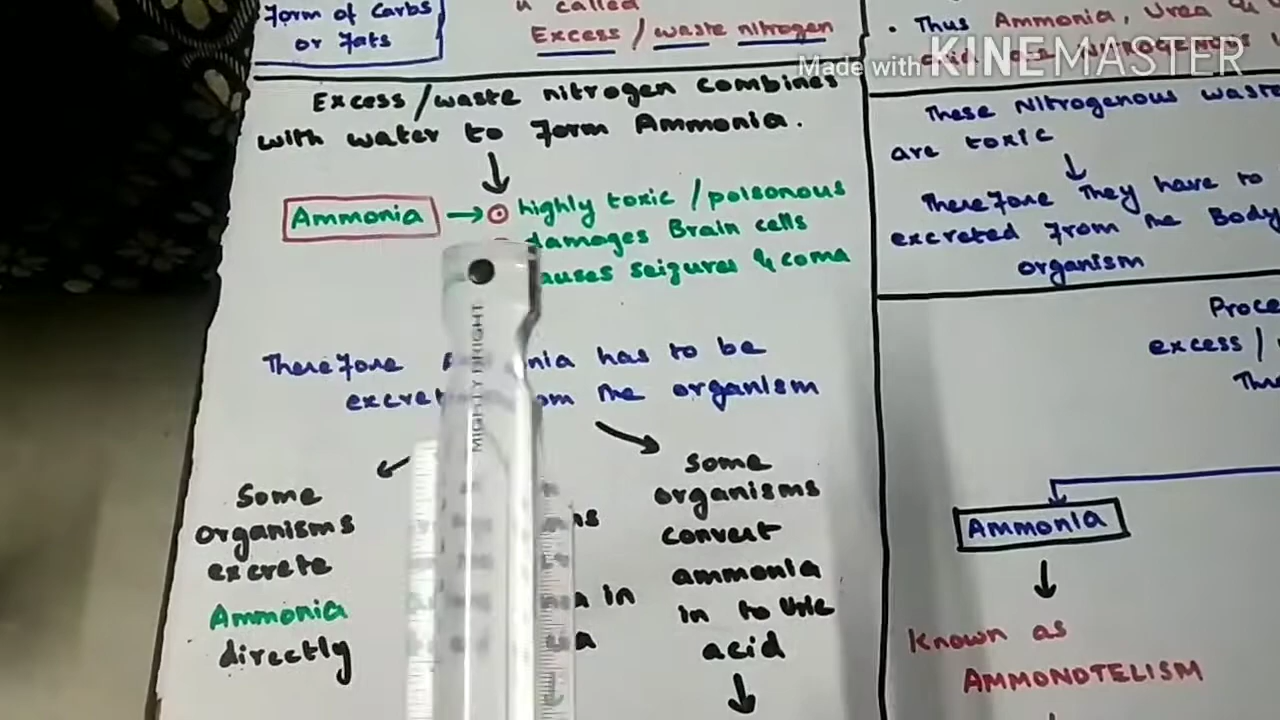 Form of Carbs
or Fats
called
Excess / waste nitrogen
Excess / waste nitrogen combines
with water to form Ammonia.
Ammonia
highly toxic / poisonous
damages Brain cells
seizures & coma
Therefore has to be
the organism
Some
organisms
excrete
Ammonia
directly
in
Some
organisms
convert
ammonia
in to Uric
acid
. Thus Ammonia, Urea &
Made with KINEMASTER
These Nitrogenous waste
are toxic
Therefore They have to
excreted from the Body
organism
excess /
Ammonia
Known as
AMMONOTELISM
MIGHTY BRIGHT